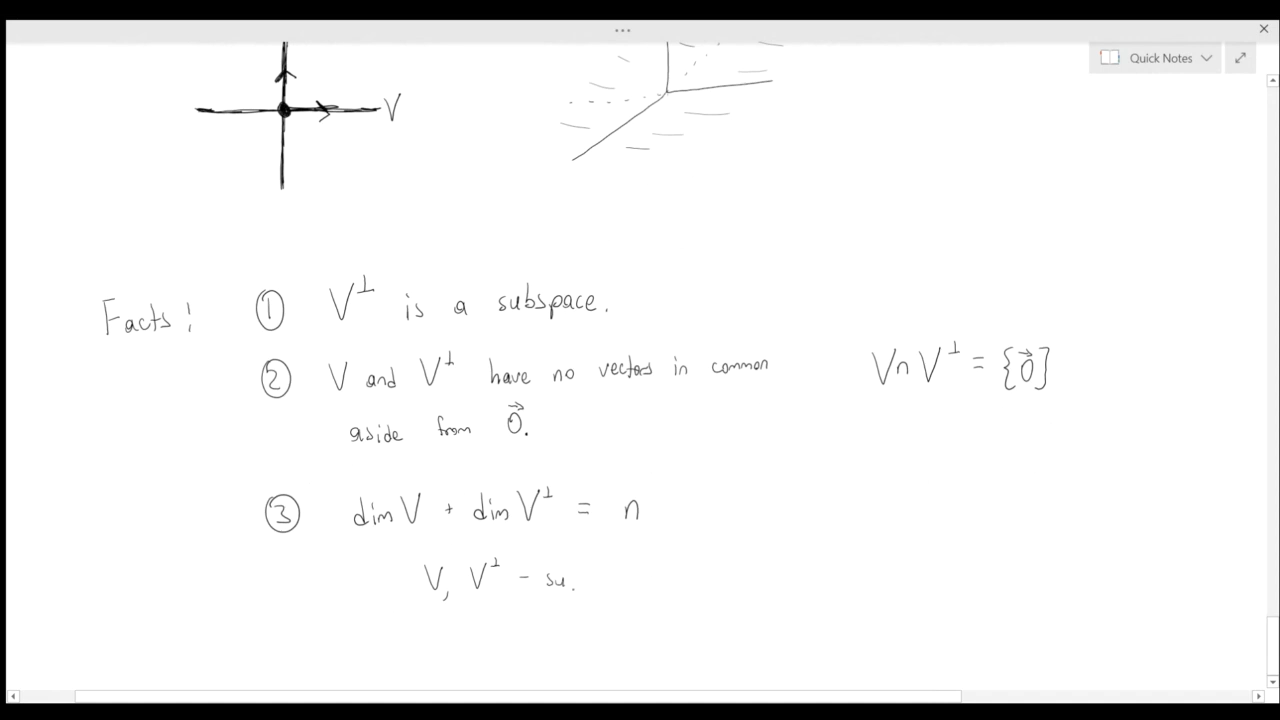 Quick Notes
V
Facts! ① V⊥ is a subspace.
② V and V⊥ have no vectors in common V∩V⊥ = {0⃗}
aside from 0⃗.
③ dim V + dim V⊥ = n
V, V⊥ - su.